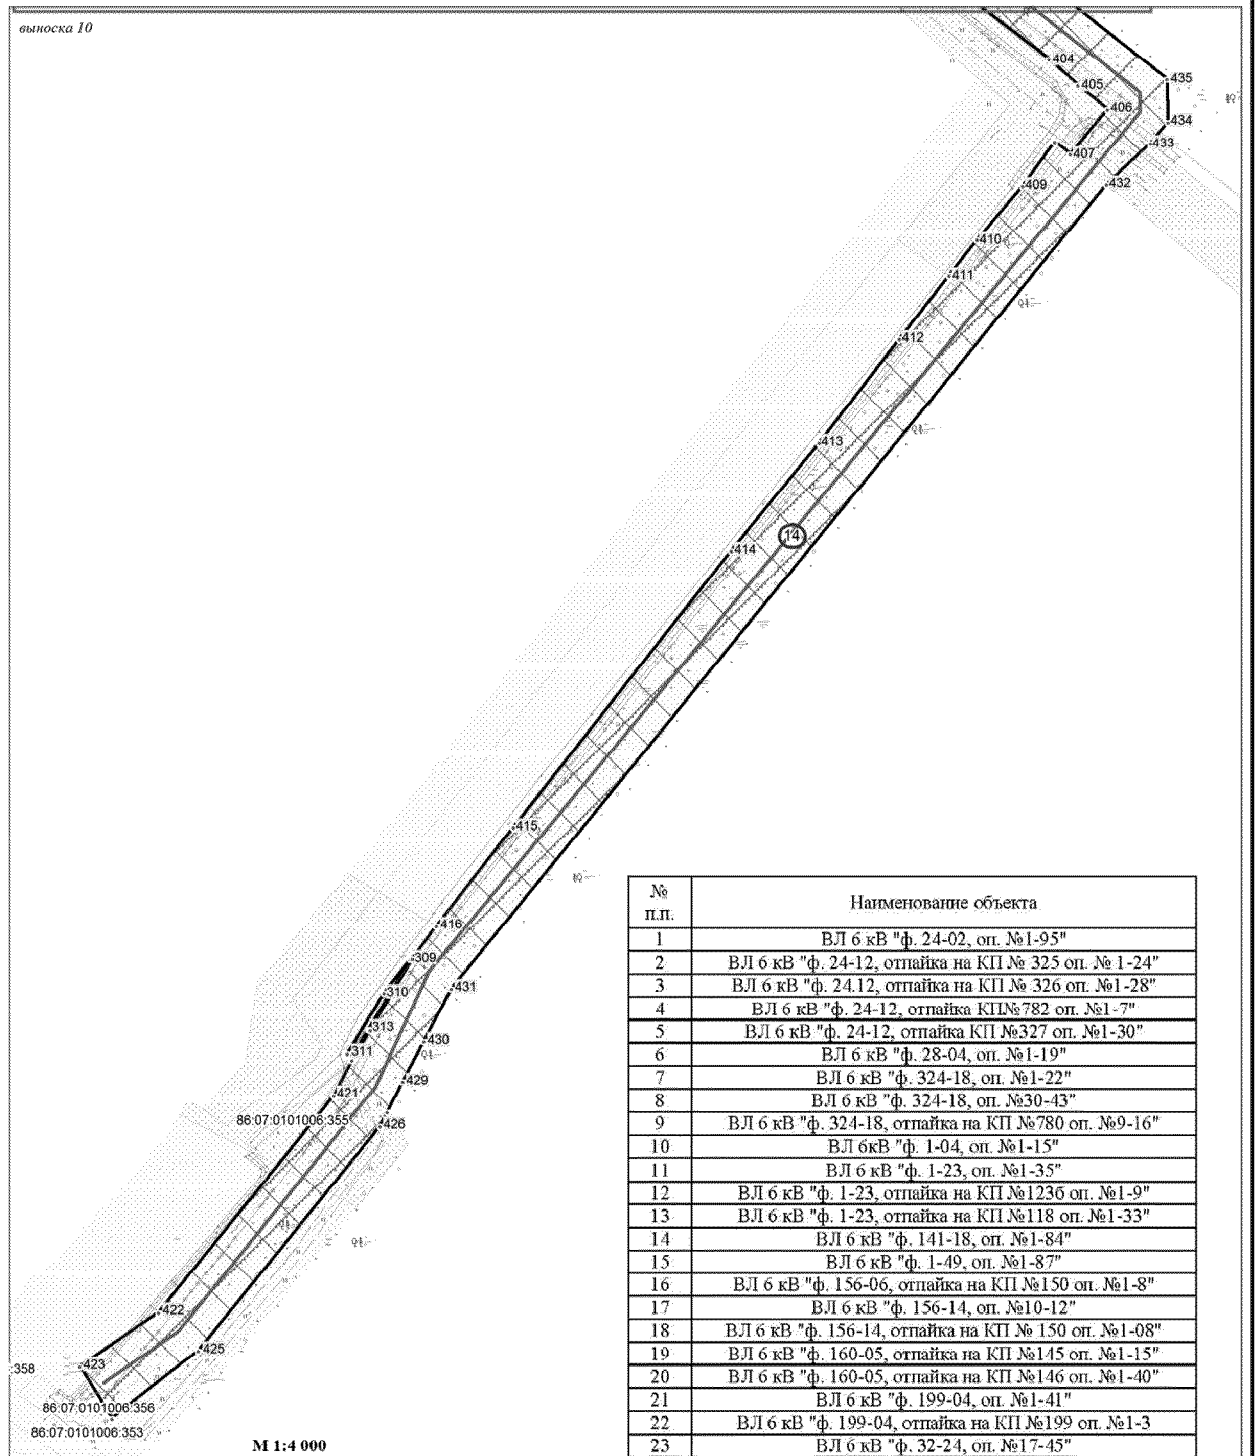 выноска 10
404
405
406
435
434
433
432
407
409
410
411
412
413
14
414
415
416
309
310
431
313
311
430
429
421
86:07:0101006:355
426
422
425
423
:358
86:07:0101006:356
86:07:0101006:353
М 1:4 000
№ п.п. Наименование объекта
1 ВЛ 6 кВ "ф. 24-02, оп. №1-95"
2 ВЛ 6 кВ "ф. 24-12, отпайка на КП № 325 оп. № 1-24"
3 ВЛ 6 кВ "ф. 24.12, отпайка на КП № 326 оп. №1-28"
4 ВЛ 6 кВ "ф. 24-12, отпайка КП№782 оп. №1-7"
5 ВЛ 6 кВ "ф. 24-12, отпайка КП №327 оп. №1-30"
6 ВЛ 6 кВ "ф. 28-04, оп. №1-19"
7 ВЛ 6 кВ "ф. 324-18, оп. №1-22"
8 ВЛ 6 кВ "ф. 324-18, оп. №30-43"
9 ВЛ 6 кВ "ф. 324-18, отпайка на КП №780 оп. №9-16"
10 ВЛ 6кВ "ф. 1-04, оп. №1-15"
11 ВЛ 6 кВ "ф. 1-23, оп. №1-35"
12 ВЛ 6 кВ "ф. 1-23, отпайка на КП №123б оп. №1-9"
13 ВЛ 6 кВ "ф. 1-23, отпайка на КП №118 оп. №1-33"
14 ВЛ 6 кВ "ф. 141-18, оп. №1-84"
15 ВЛ 6 кВ "ф. 1-49, оп. №1-87"
16 ВЛ 6 кВ "ф. 156-06, отпайка на КП №150 оп. №1-8"
17 ВЛ 6 кВ "ф. 156-14, оп. №10-12"
18 ВЛ 6 кВ "ф. 156-14, отпайка на КП № 150 оп. №1-08"
19 ВЛ 6 кВ "ф. 160-05, отпайка на КП №145 оп. №1-15"
20 ВЛ 6 кВ "ф. 160-05, отпайка на КП №146 оп. №1-40"
21 ВЛ 6 кВ "ф. 199-04, оп. №1-41"
22 ВЛ 6 кВ "ф. 199-04, отпайка на КП №199 оп. №1-3
23 ВЛ 6 кВ "ф. 32-24, оп. №17-45"